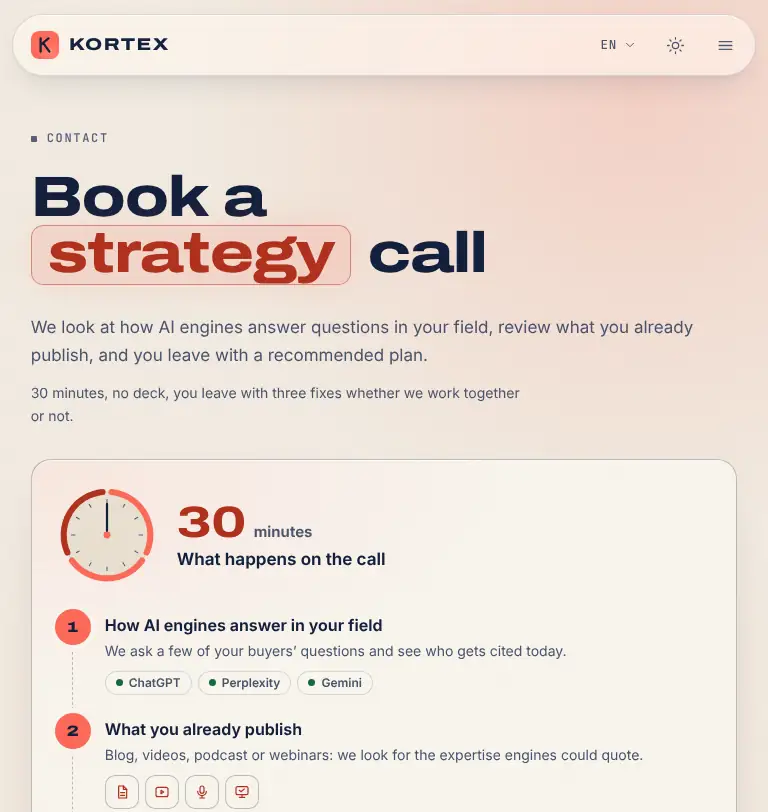 KORTEX
EN
CONTACT
Book a
strategy call
We look at how AI engines answer questions in your field, review what you already
publish, and you leave with a recommended plan.
30 minutes, no deck, you leave with three fixes whether we work together
or not.
30 minutes
What happens on the call
1 How AI engines answer in your field
We ask a few of your buyers’ questions and see who gets cited today.
ChatGPT Perplexity Gemini
2 What you already publish
Blog, videos, podcast or webinars: we look for the expertise engines could quote.